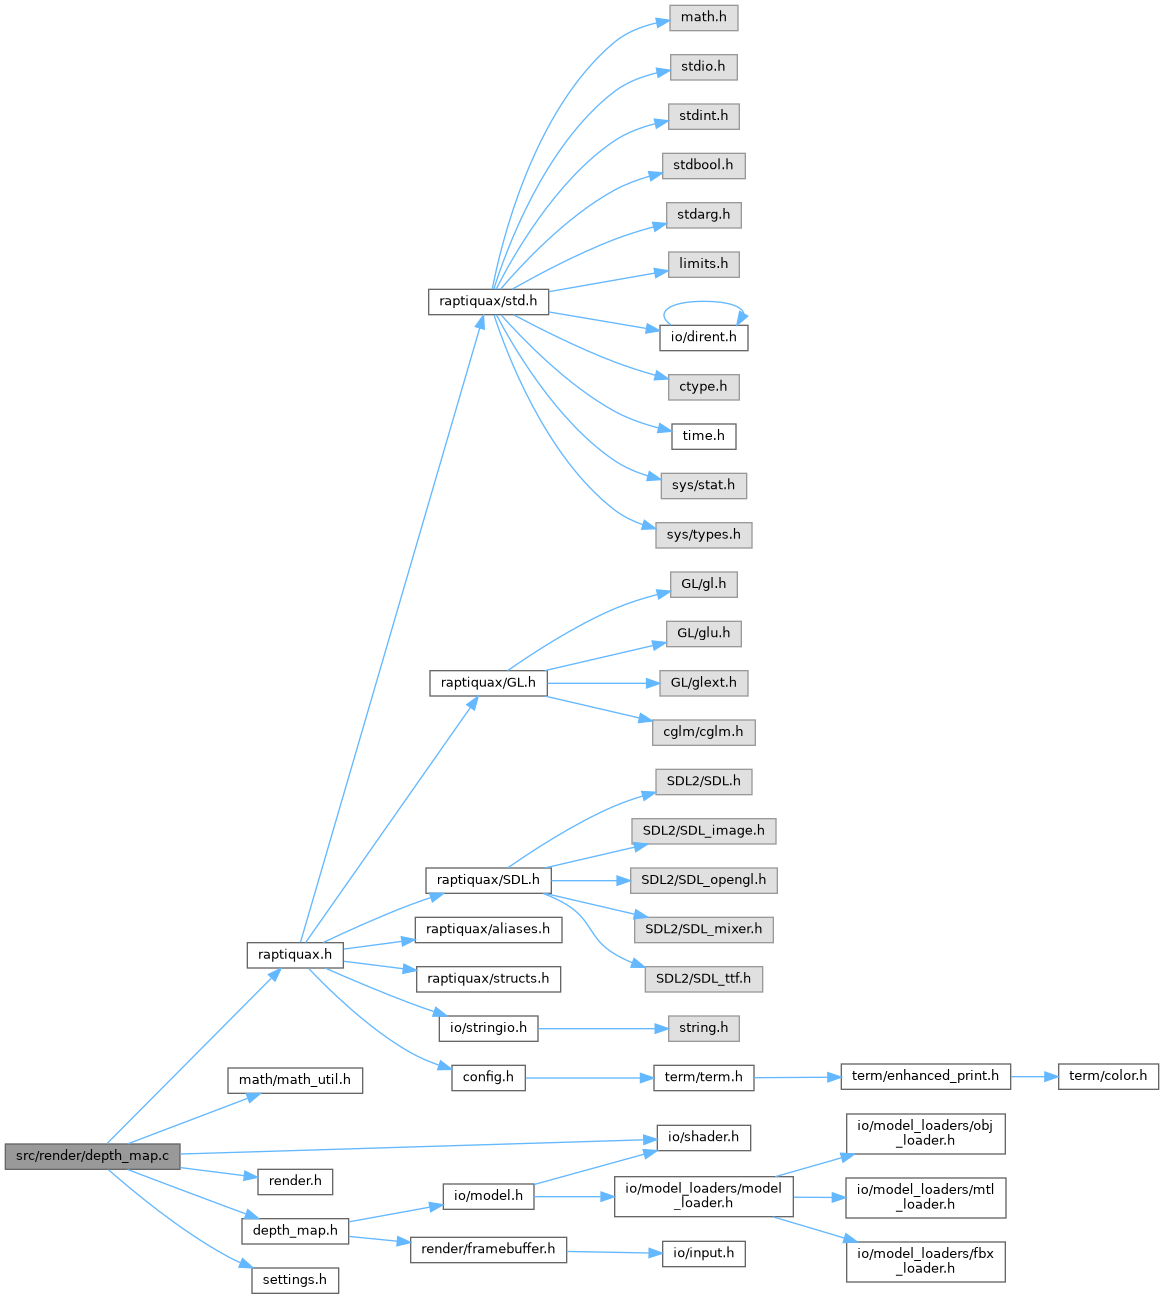 math.h
stdio.h
stdint.h
stdbool.h
stdarg.h
limits.h
raptiquax/std.h
io/dirent.h
ctype.h
time.h
sys/stat.h
sys/types.h
GL/gl.h
GL/glu.h
raptiquax/GL.h
GL/glext.h
cglm/cglm.h
SDL2/SDL.h
SDL2/SDL_image.h
raptiquax/SDL.h
SDL2/SDL_opengl.h
raptiquax/aliases.h
SDL2/SDL_mixer.h
raptiquax.h
raptiquax/structs.h
SDL2/SDL_ttf.h
io/stringio.h
string.h
math/math_util.h
config.h
term/term.h
term/enhanced_print.h
term/color.h
src/render/depth_map.c
io/shader.h
io/model_loaders/obj
_loader.h
render.h
io/model.h
io/model_loaders/model
_loader.h
io/model_loaders/mtl
_loader.h
depth_map.h
render/framebuffer.h
io/input.h
io/model_loaders/fbx
_loader.h
settings.h